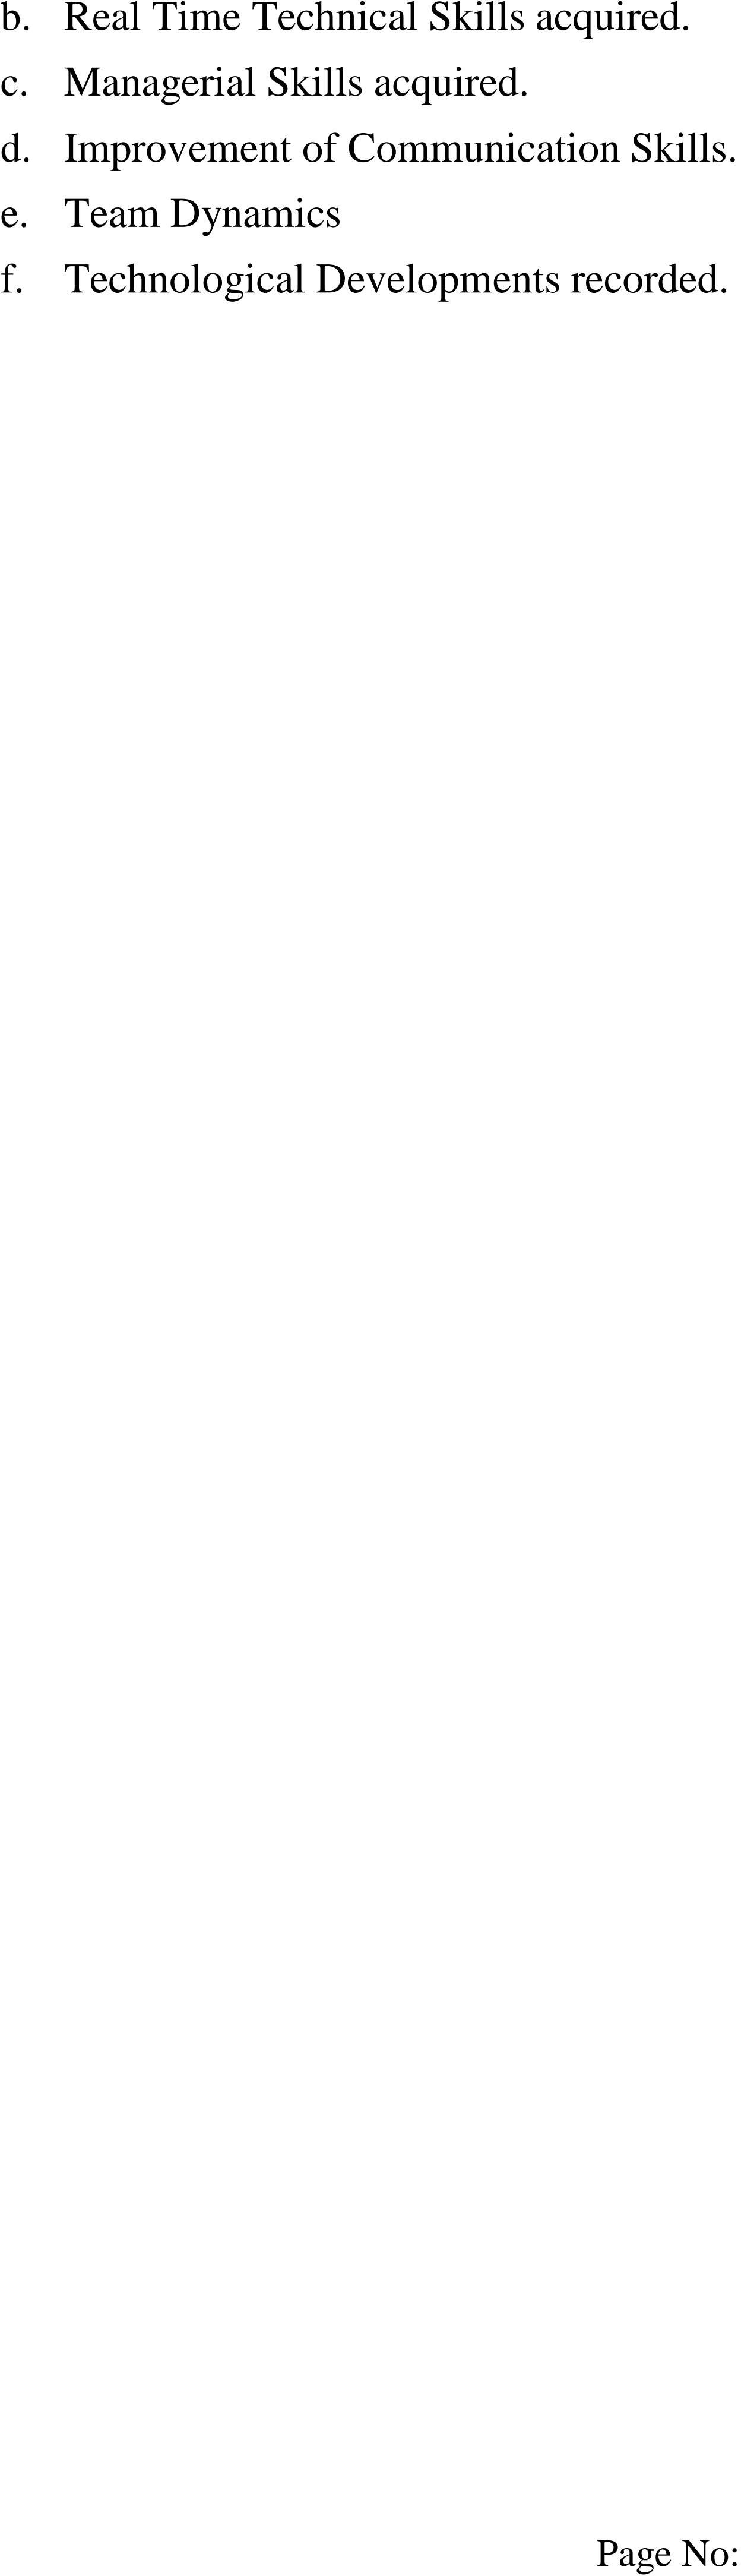 b. Real Time Technical Skills acquired.
c. Managerial Skills acquired.
d. Improvement of Communication Skills.
e. Team Dynamics
f. Technological Developments recorded.
Page No: